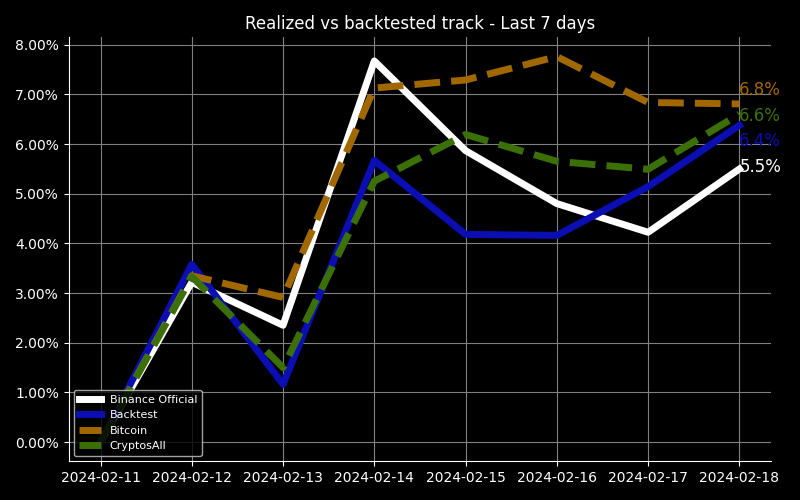 Realized vs backtested track - Last 7 days
8.00%
7.00%
6.00%
5.00%
4.00%
3.00%
2.00%
1.00%
0.00%
6.8%
6.6%
6.4%
5.5%
Binance Official
Backtest
Bitcoin
CryptosAll
2024-02-11 2024-02-12 2024-02-13 2024-02-14 2024-02-15 2024-02-16 2024-02-17 2024-02-18